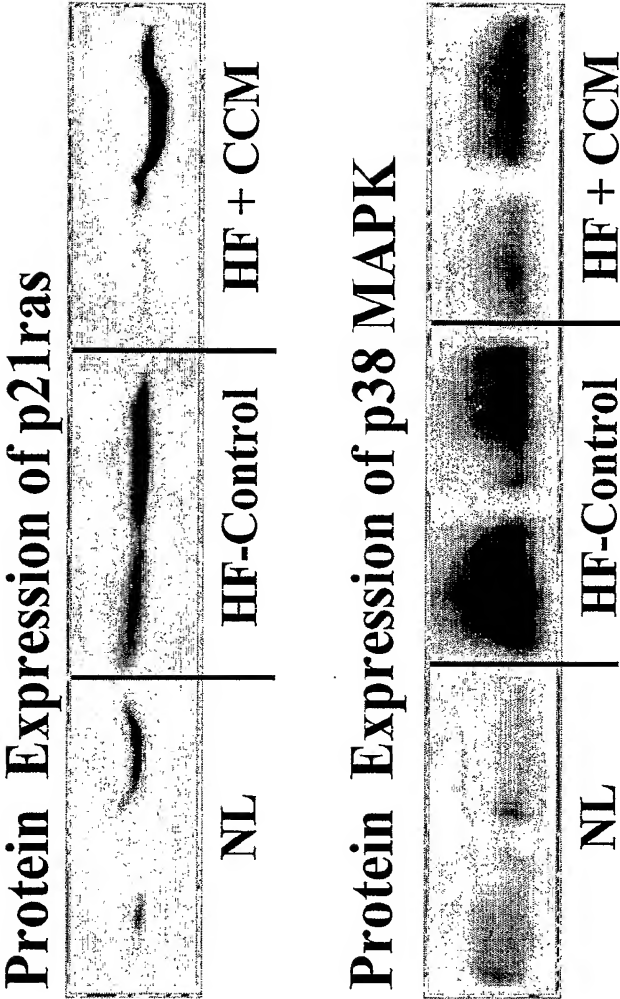 Protein Expression of p21ras
NL HF-Control HF + CCM
Protein Expression of p38 MAPK
NL HF-Control HF + CCM